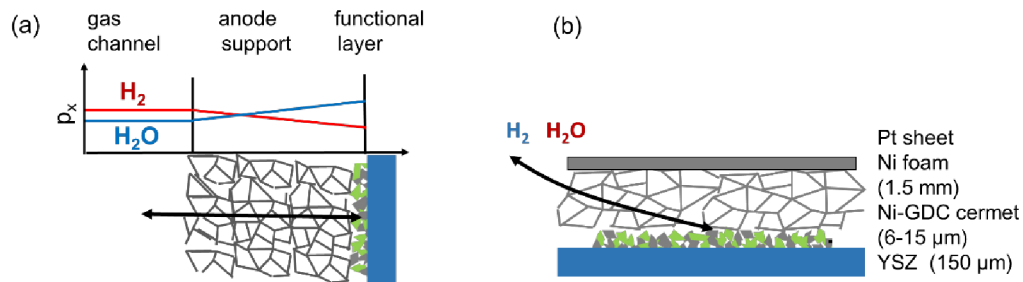 (a)
gas channel
anode support
functional layer
pₓ
H₂
H₂O
(b)
H₂ H₂O
Pt sheet
Ni foam
(1.5 mm)
Ni-GDC cermet
(6-15 µm)
YSZ (150 µm)